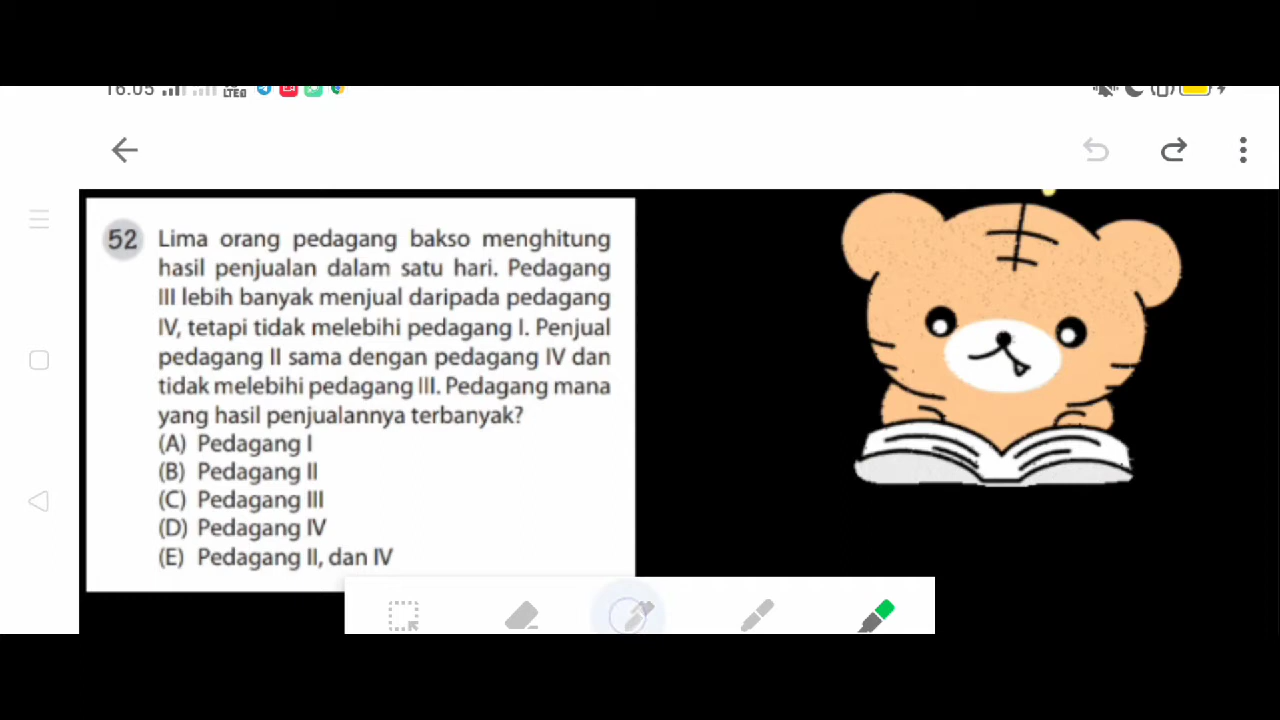 16.05
52 Lima orang pedagang bakso menghitung
hasil penjualan dalam satu hari. Pedagang
III lebih banyak menjual daripada pedagang
IV, tetapi tidak melebihi pedagang I. Penjual
pedagang II sama dengan pedagang IV dan
tidak melebihi pedagang III. Pedagang mana
yang hasil penjualannya terbanyak?
(A) Pedagang I
(B) Pedagang II
(C) Pedagang III
(D) Pedagang IV
(E) Pedagang II, dan IV